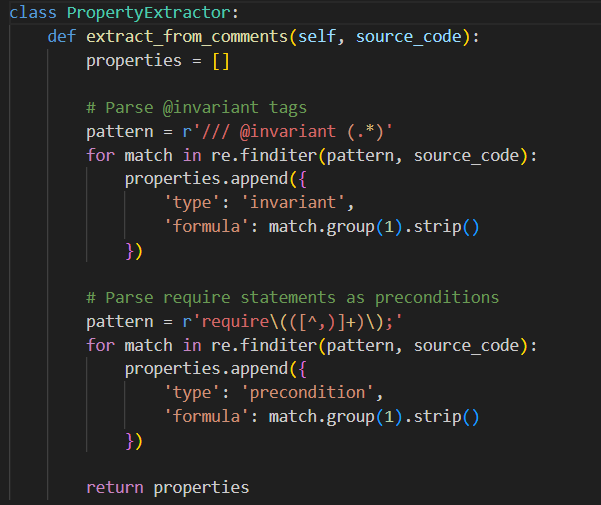 class PropertyExtractor:
    def extract_from_comments(self, source_code):
        properties = []

        # Parse @invariant tags
        pattern = r'/// @invariant (.*)'
        for match in re.finditer(pattern, source_code):
            properties.append({
                'type': 'invariant',
                'formula': match.group(1).strip()
            })

        # Parse require statements as preconditions
        pattern = r'require\(([^,)]+)\);'
        for match in re.finditer(pattern, source_code):
            properties.append({
                'type': 'precondition',
                'formula': match.group(1).strip()
            })

        return properties